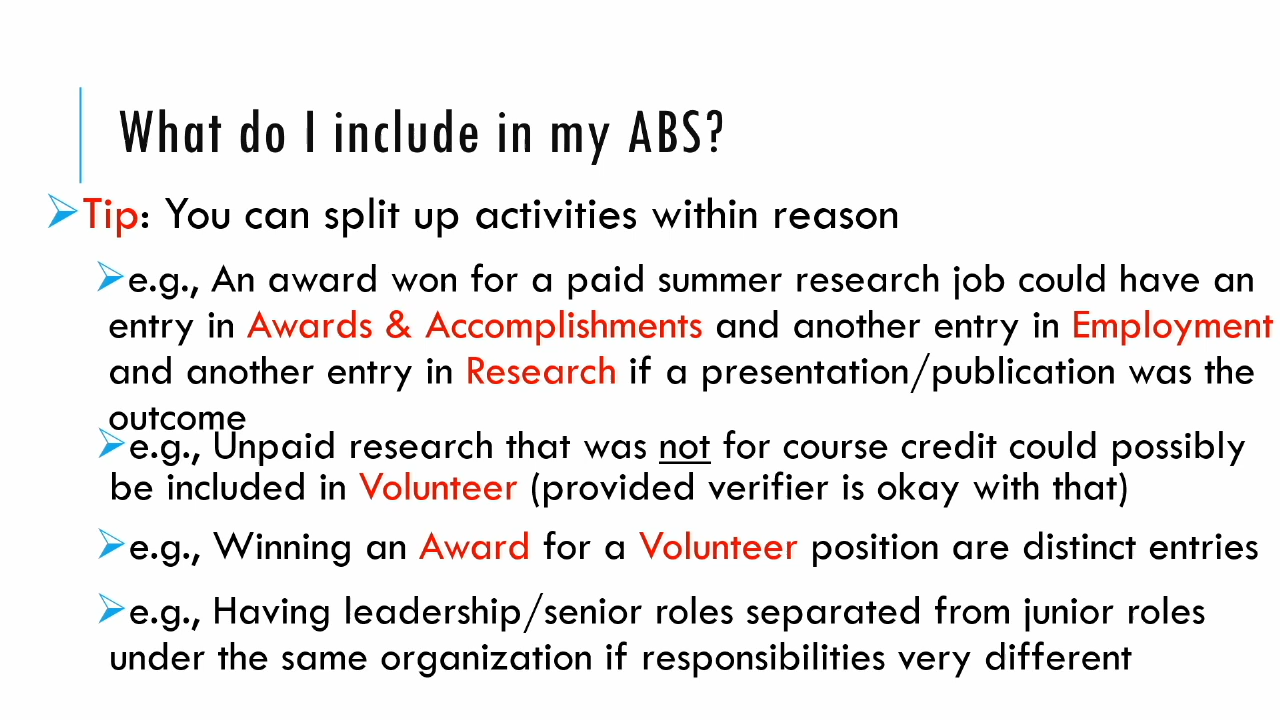 What do I include in my ABS?
Tip: You can split up activities within reason
e.g., An award won for a paid summer research job could have an
entry in Awards & Accomplishments and another entry in Employment
and another entry in Research if a presentation/publication was the
outcome
e.g., Unpaid research that was not for course credit could possibly
be included in Volunteer (provided verifier is okay with that)
e.g., Winning an Award for a Volunteer position are distinct entries
e.g., Having leadership/senior roles separated from junior roles
under the same organization if responsibilities very different